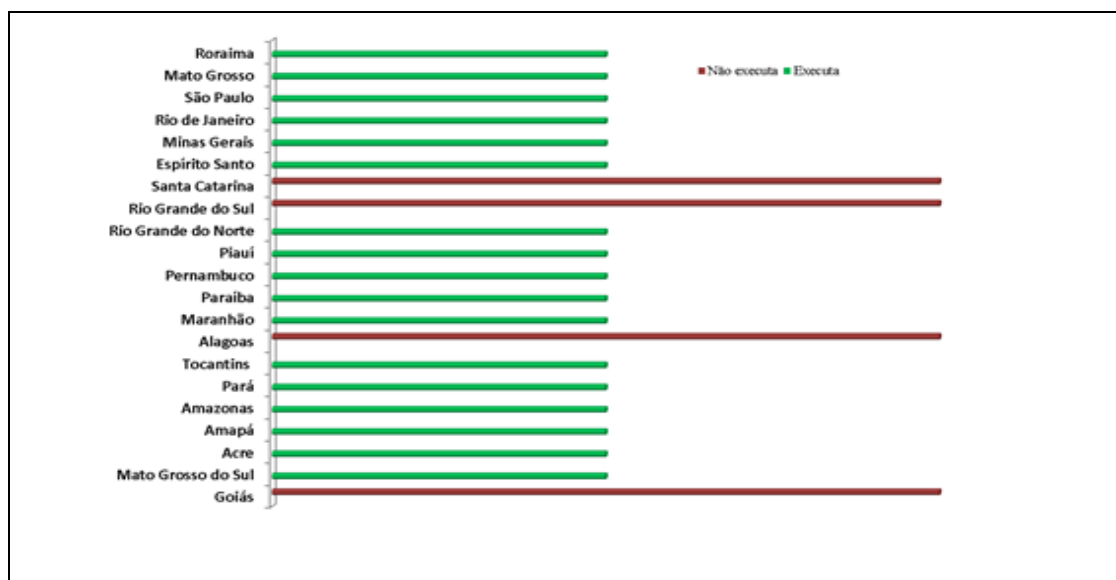 Roraima
Não executa Executa
Mato Grosso
São Paulo
Rio de Janeiro
Minas Gerais
Espirito Santo
Santa Catarina
Rio Grande do Sul
Rio Grande do Norte
Piauí
Pernambuco
Paraíba
Maranhão
Alagoas
Tocantins
Pará
Amazonas
Amapá
Acre
Mato Grosso do Sul
Goiás